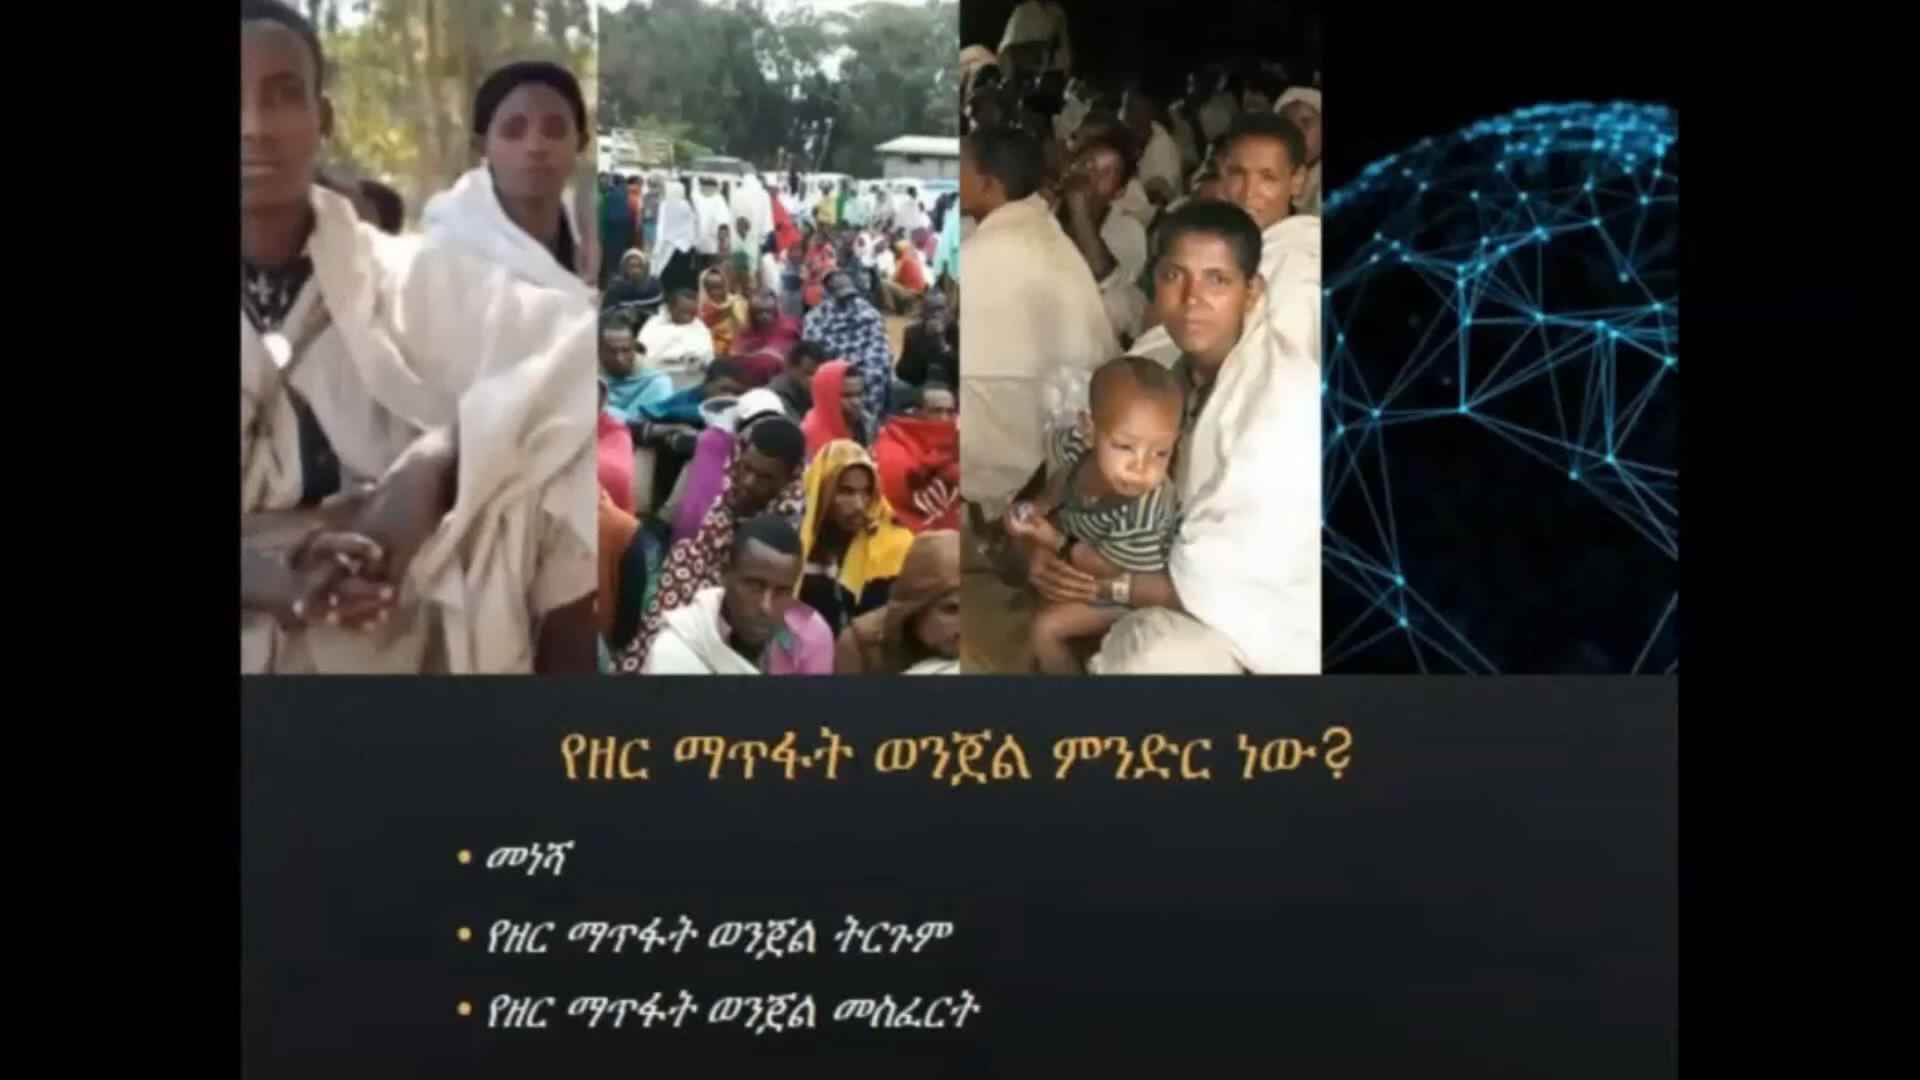 የዘር ማጥፋት ወንጀል ምንድር ነው?
• መነሻ
• የዘር ማጥፋት ወንጀል ትርጉም
• የዘር ማጥፋት ወንጀል መስፈርት